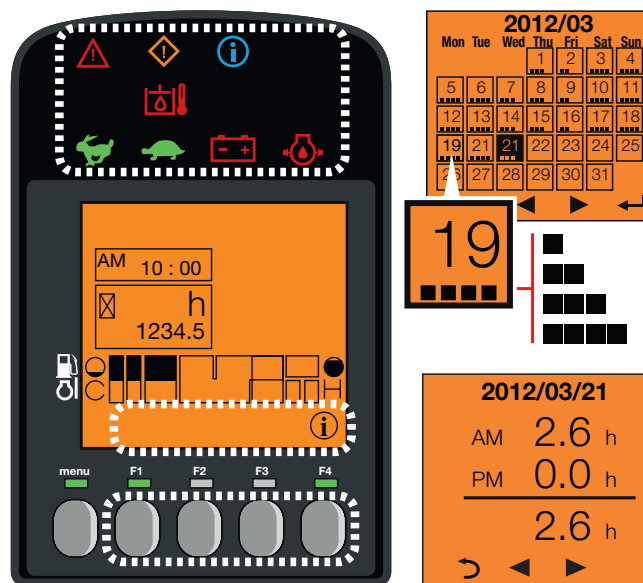 AM 10 : 00
h
1234.5
C H
i
menu F1 F2 F3 F4
2012/03
Mon Tue Wed Thu Fri Sat Sun
1 2 3 4
5 6 7 8 9 10 11
12 13 14 15 16 17 18
19 21 21 22 23 24 25
26 27 28 29 30 31
19
2012/03/21
AM 2.6 h
PM 0.0 h
2.6 h